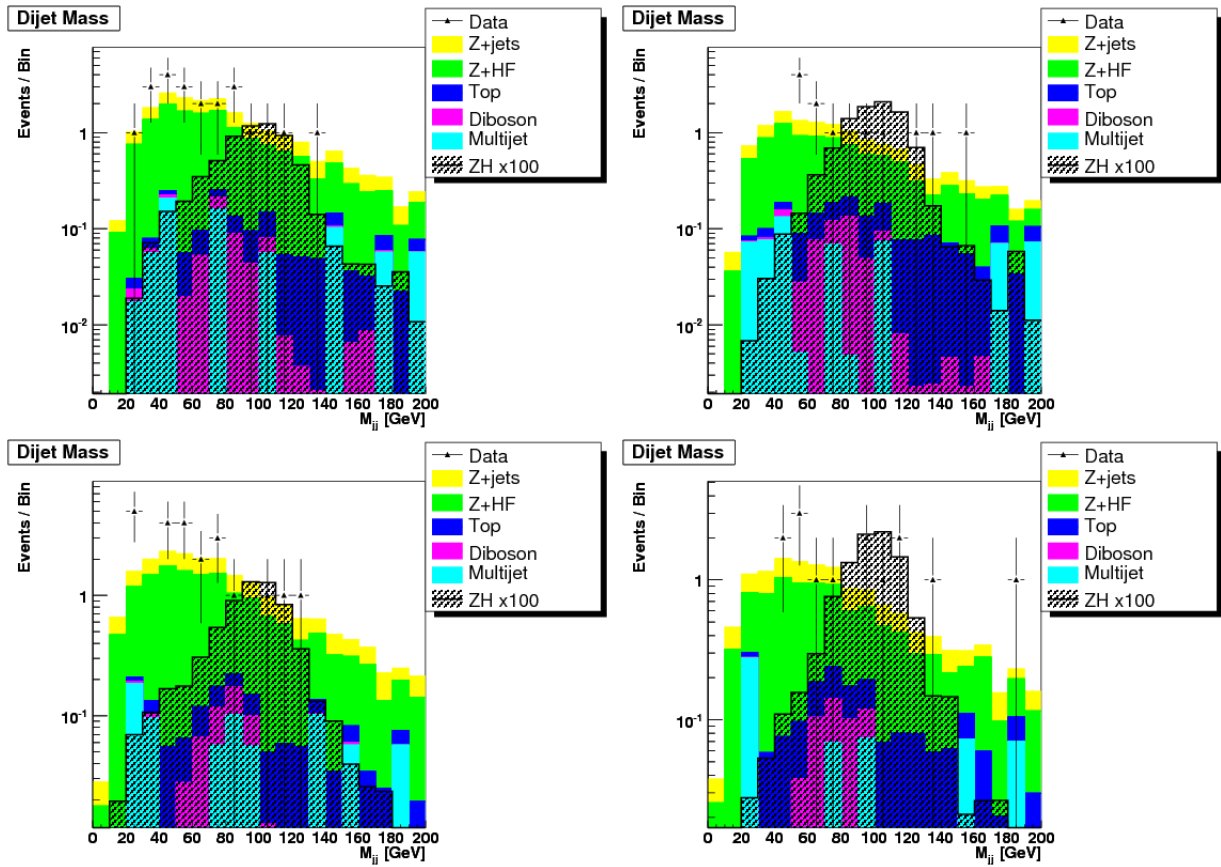 Dijet Mass
Events / Bin
1
10-1
10-2
0 20 40 60 80 100 120 140 160 180 200
Mjj [GeV]
Data
Z+jets
Z+HF
Top
Diboson
Multijet
ZH x100
Dijet Mass
Events / Bin
1
10-1
10-2
0 20 40 60 80 100 120 140 160 180 200
Mjj [GeV]
Data
Z+jets
Z+HF
Top
Diboson
Multijet
ZH x100
Dijet Mass
Events / Bin
1
10-1
0 20 40 60 80 100 120 140 160 180 200
Mjj [GeV]
Data
Z+jets
Z+HF
Top
Diboson
Multijet
ZH x100
Dijet Mass
Events / Bin
1
10-1
0 20 40 60 80 100 120 140 160 180 200
Mjj [GeV]
Data
Z+jets
Z+HF
Top
Diboson
Multijet
ZH x100